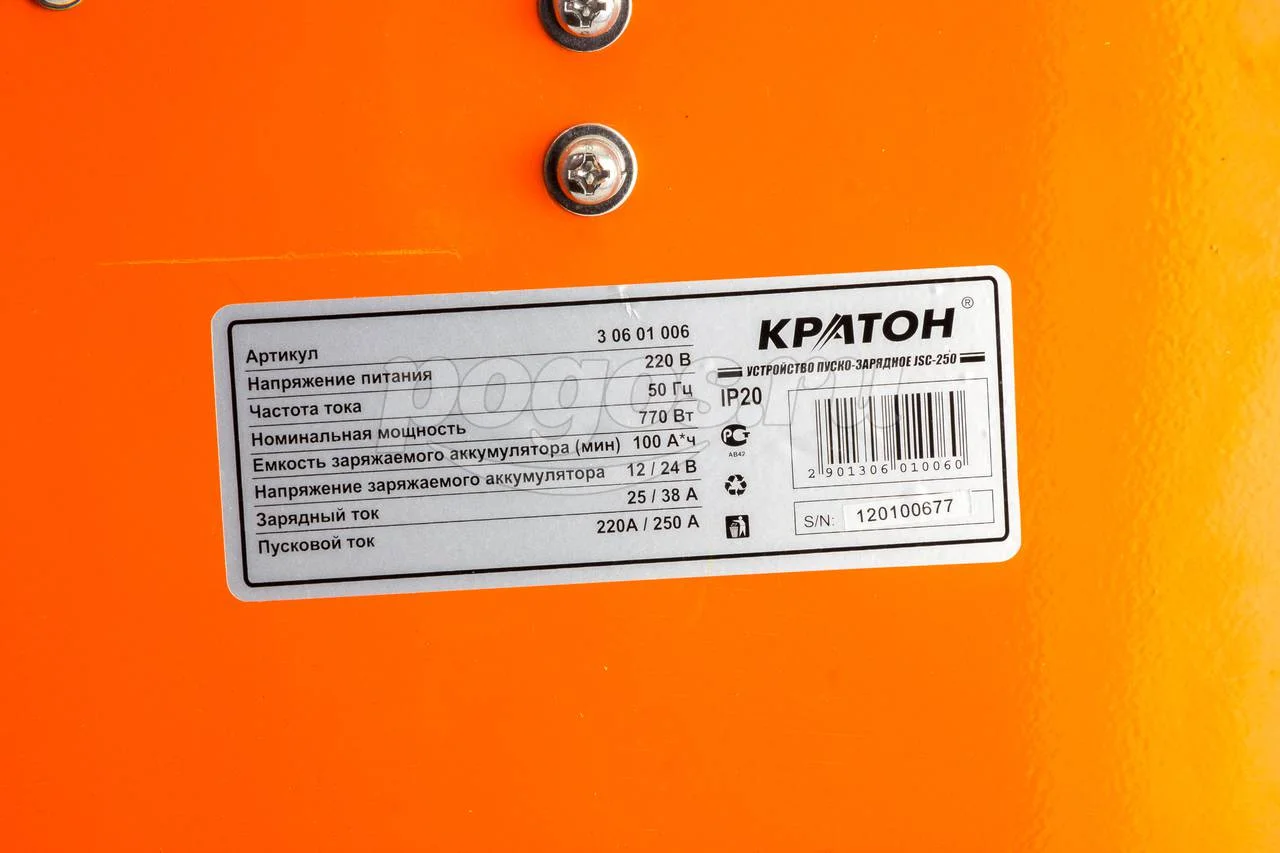 Артикул 3 06 01 006
Напряжение питания 220 В
Частота тока 50 Гц
Номинальная мощность 770 Вт
Емкость заряжаемого аккумулятора (мин) 100 А*ч
Напряжение заряжаемого аккумулятора 12 / 24 В
Зарядный ток 25 / 38 А
Пусковой ток 220А / 250 А
КРАТОН ®
УСТРОЙСТВО ПУСКО-ЗАРЯДНОЕ JSC-250
IP20
АВ42
2 901306 010060
S/N: 120100677
pogos.ru